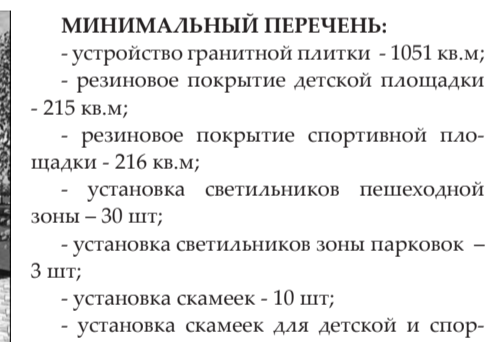 МИНИМАЛЬНЫЙ ПЕРЕЧЕНЬ:
- устройство гранитной плитки - 1051 кв.м;
- резиновое покрытие детской площадки
- 215 кв.м;
- резиновое покрытие спортивной пло-
щадки - 216 кв.м;
- установка светильников пешеходной
зоны – 30 шт;
- установка светильников зоны парковок –
3 шт;
- установка скамеек - 10 шт;
- установка скамеек для детской и спор-